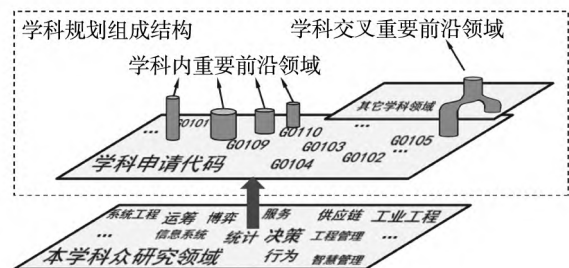 学科规划组成结构
学科交叉重要前沿领域
学科内重要前沿领域
其它学科领域
...
G0101
...
G0110
G0109
G0103
G0105
学科申请代码
G0104
G0102
...
系统工程
运筹
博弈
服务
供应链
工业工程
...
信息系统
统计
决策
工程管理
...
本学科众研究领域
行为
智慧管理